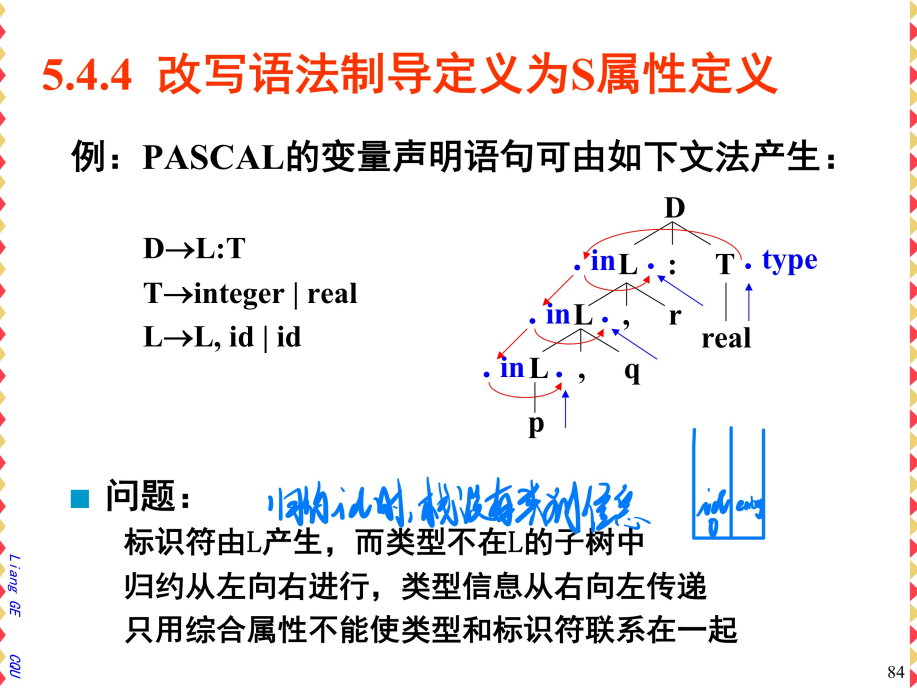 5.4.4 改写语法制导定义为S属性定义
例：PASCAL的变量声明语句可由如下文法产生：
D→L:T
T→integer | real
L→L, id | id
D
. in L . : T . type
. in L . , r real
. in L . , q
p
问题：
归约id时,栈没有类型信息
id entry
标识符由L产生，而类型不在L的子树中
归约从左向右进行，类型信息从右向左传递
只用综合属性不能使类型和标识符联系在一起
Liang GE CQU
84